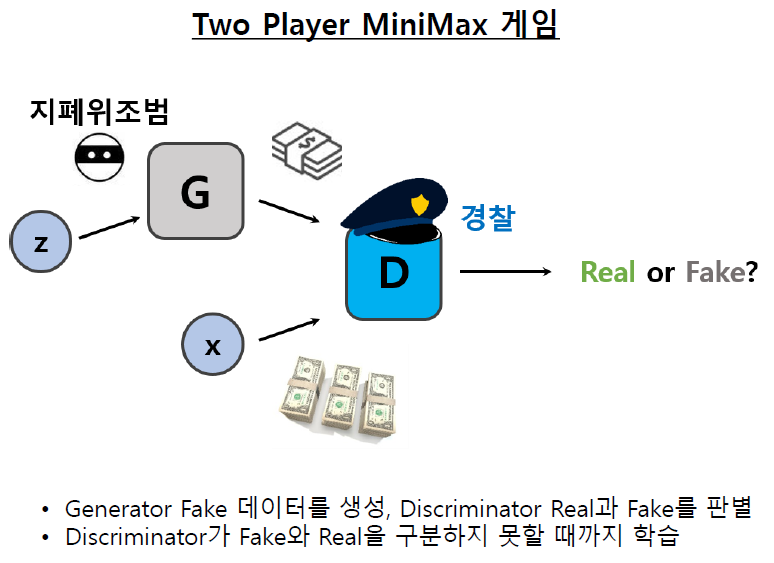 Two Player MiniMax 게임
지폐위조범
G
z
경찰
D
Real or Fake?
x
• Generator Fake 데이터를 생성, Discriminator Real과 Fake를 판별
• Discriminator가 Fake와 Real을 구분하지 못할 때까지 학습